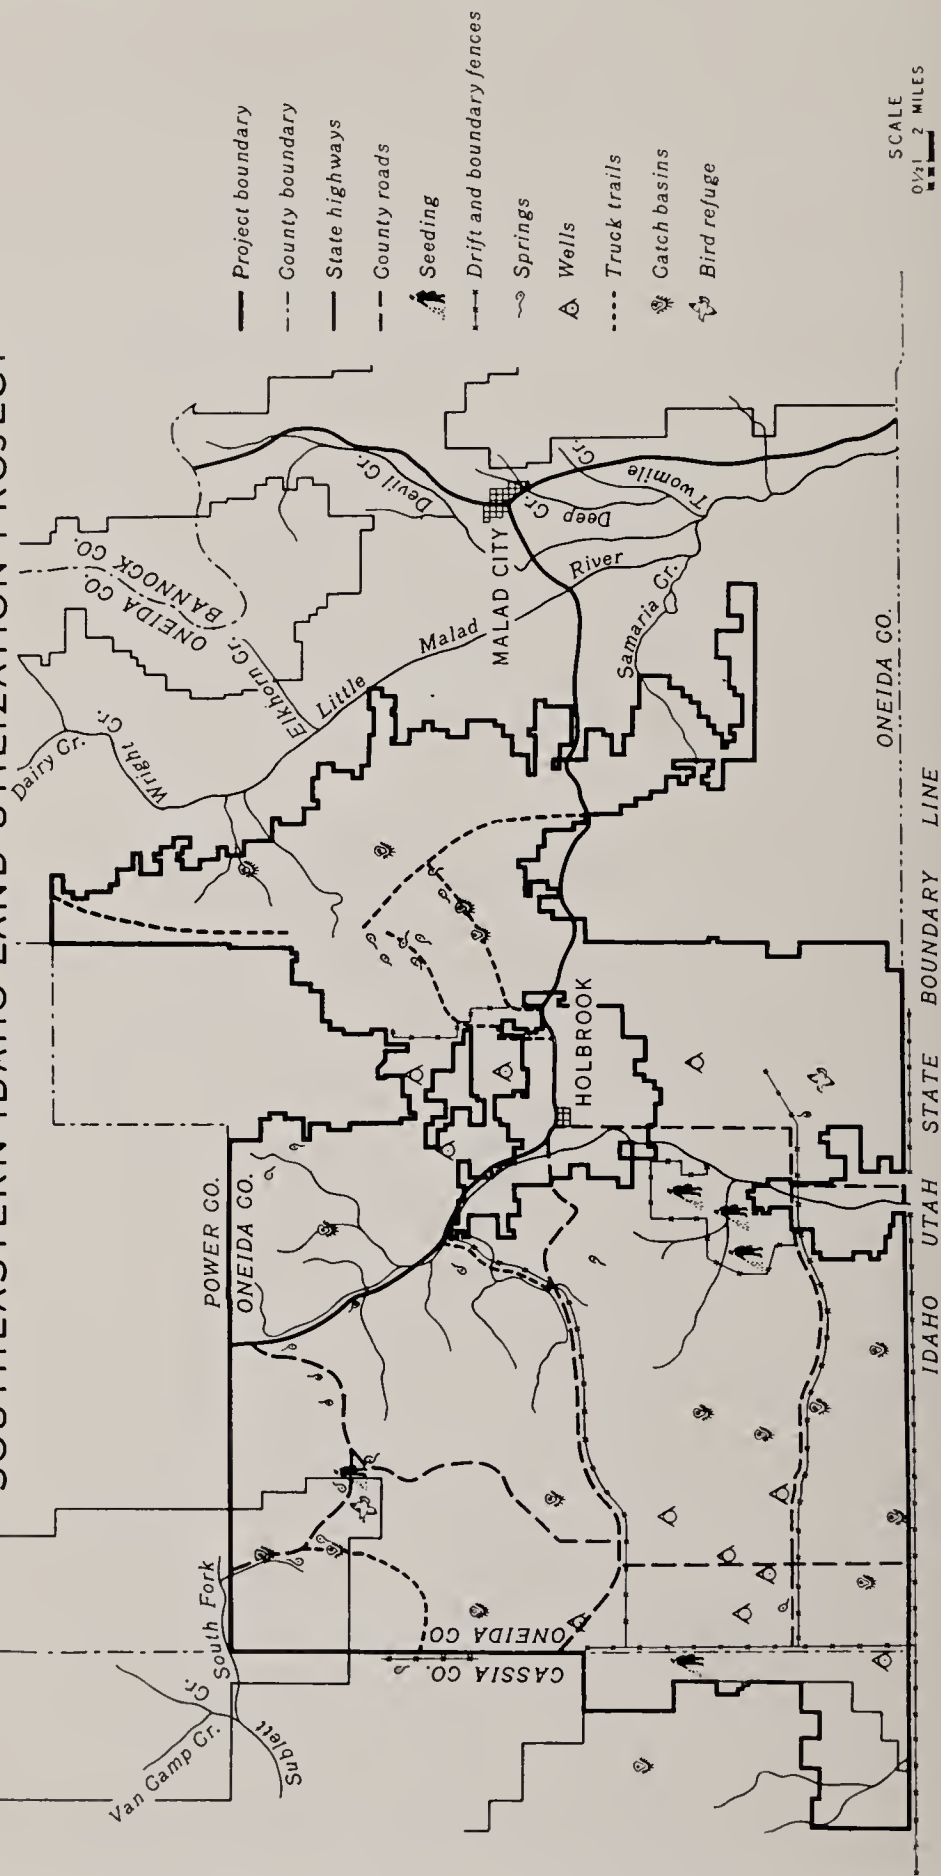 SOUTHEASTERN IDAHO LAND UTILIZATION PROJECT
Project boundary
County boundary
State highways
County roads
Seeding
Drift and boundary fences
Springs
Wells
Truck trails
Catch basins
Bird refuge
SCALE
0 ½ 1 2 MILES
Van Camp Cr.
Cr.
Sublett
South Fork
POWER CO.
ONEIDA CO.
CASSIA CO.
ONEIDA CO.
Dairy Cr.
Wright Cr.
Elkhorn Cr.
ONEIDA CO.
BANNOCK CO.
Little Malad River
Devil Cr.
MALAD CITY
Deep Cr.
Twomile Cr.
Samaria Cr.
HOLBROOK
ONEIDA CO.
IDAHO UTAH STATE BOUNDARY LINE